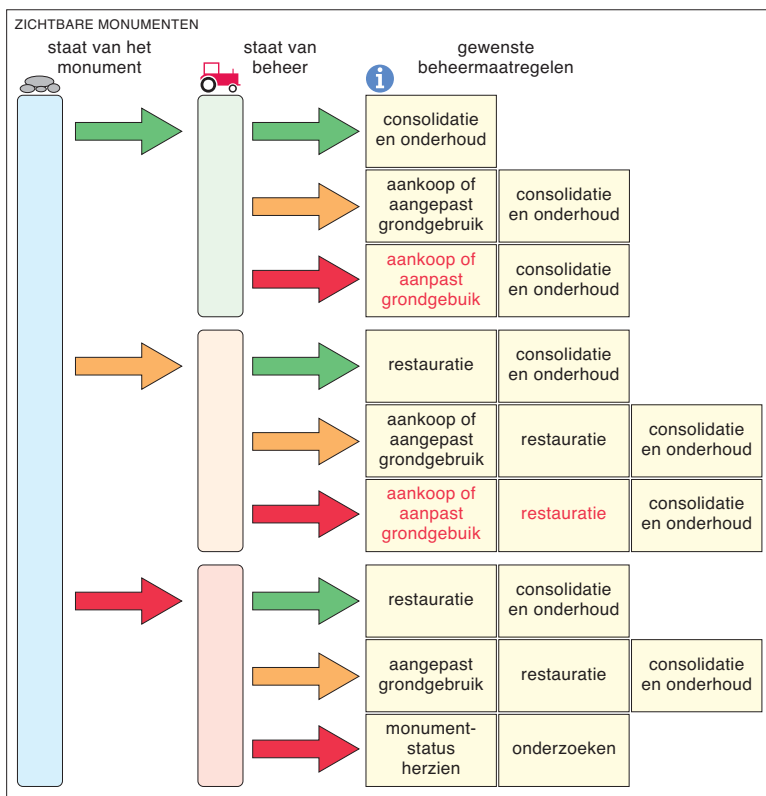 ZICHTBARE MONUMENTEN
staat van het
monument
staat van
beheer
gewenste
beheermaatregelen
i
consolidatie
en onderhoud
aankoop of
aangepast
grondgebruik
consolidatie
en onderhoud
aankoop of
aanpast
grondgebuik
consolidatie
en onderhoud
restauratie
consolidatie
en onderhoud
aankoop of
aangepast
grondgebruik
restauratie
consolidatie
en onderhoud
aankoop of
aanpast
grondgebuik
restauratie
consolidatie
en onderhoud
restauratie
consolidatie
en onderhoud
aangepast
grondgebruik
restauratie
consolidatie
en onderhoud
monument-
status
herzien
onderzoeken